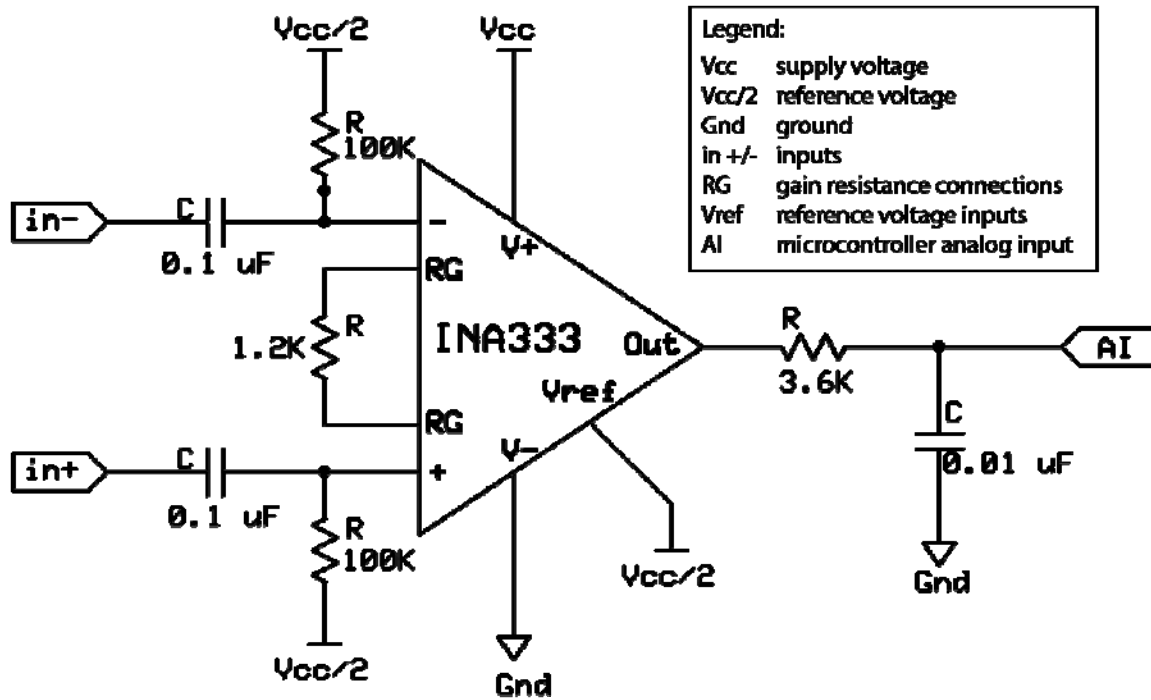 Vcc/2
Vcc
Legend:
Vcc supply voltage
Vcc/2 reference voltage
Gnd ground
in +/- inputs
RG gain resistance connections
Vref reference voltage inputs
AI microcontroller analog input
R
100K
in-
C
0.1 uF
-
V+
RG
R
1.2K
INA333
Out
R
3.6K
AI
Vref
RG
V-
C
0.01 uF
in+
C
0.1 uF
+
R
100K
Vcc/2
Gnd
Vcc/2
Gnd